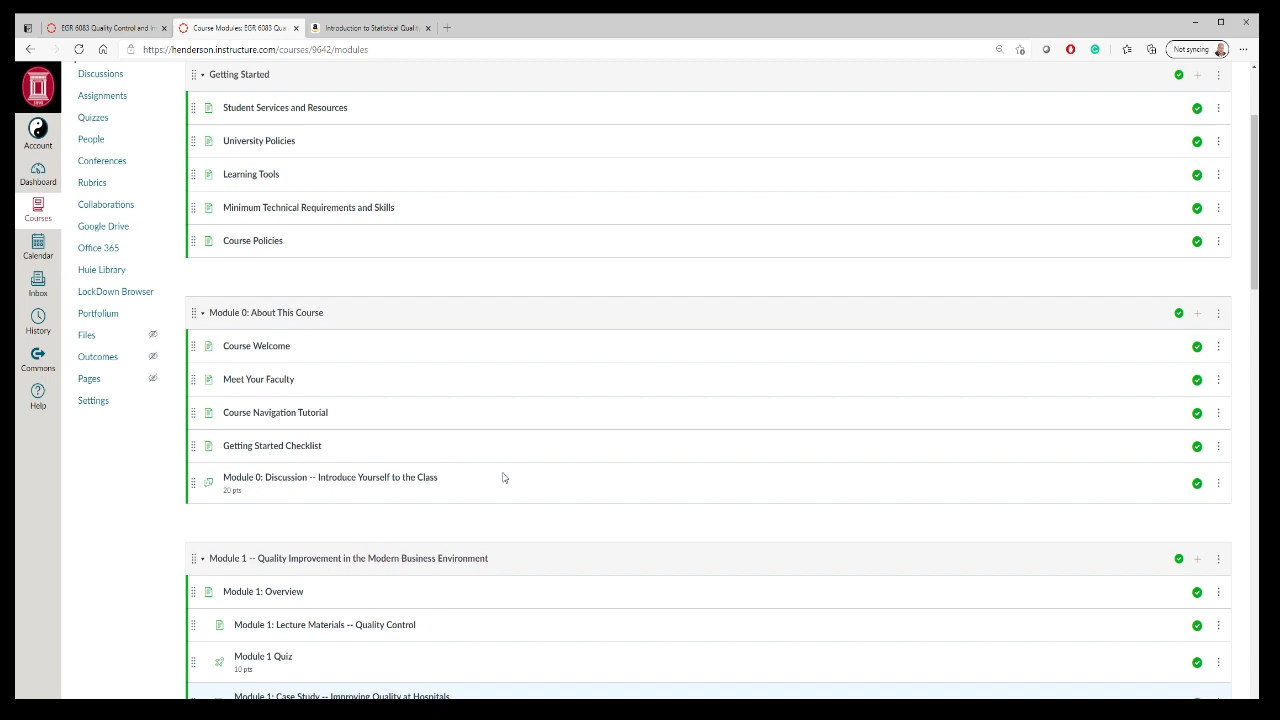 EGR 6083 Quality Control and In
Course Modules: EGR 6083 Qua
Introduction to Statistical Quality
https://henderson.instructure.com/courses/9642/modules
Not syncing
Account
Dashboard
Courses
Calendar
Inbox
History
Commons
Help
Discussions
Assignments
Quizzes
People
Conferences
Rubrics
Collaborations
Google Drive
Office 365
Huie Library
LockDown Browser
Portfolium
Files
Outcomes
Pages
Settings
Getting Started
Student Services and Resources
University Policies
Learning Tools
Minimum Technical Requirements and Skills
Course Policies
Module 0: About This Course
Course Welcome
Meet Your Faculty
Course Navigation Tutorial
Getting Started Checklist
Module 0: Discussion -- Introduce Yourself to the Class
20 pts
Module 1 -- Quality Improvement in the Modern Business Environment
Module 1: Overview
Module 1: Lecture Materials -- Quality Control
Module 1 Quiz
10 pts
Module 1: Case Study -- Improving Quality at Hospitals